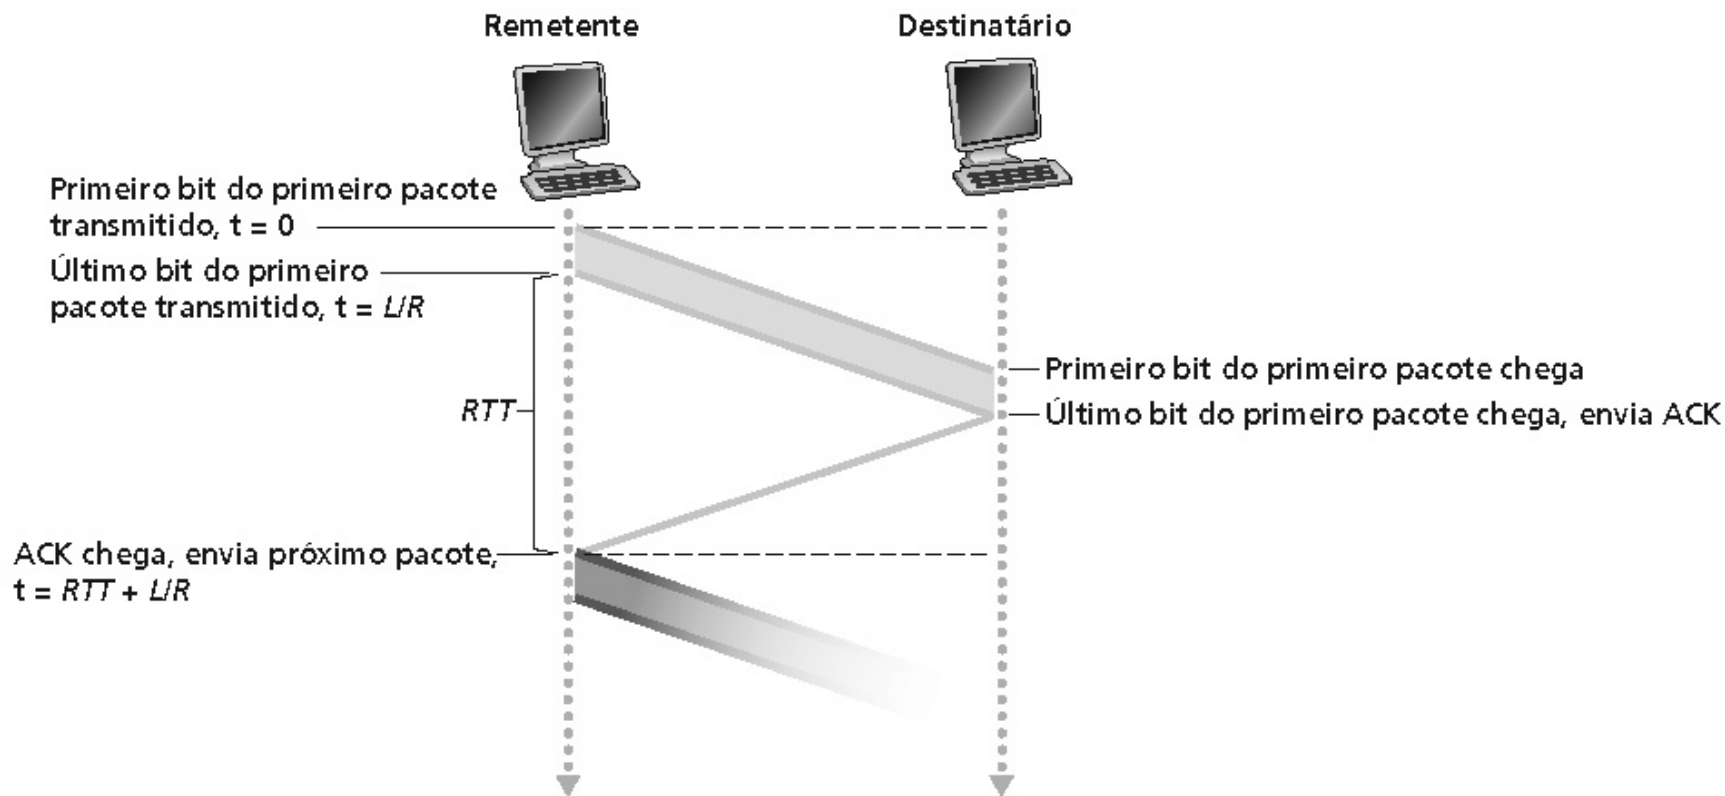 Remetente
Destinatário
Primeiro bit do primeiro pacote
transmitido, t = 0
Último bit do primeiro
pacote transmitido, t = L/R
Primeiro bit do primeiro pacote chega
RTT
Último bit do primeiro pacote chega, envia ACK
ACK chega, envia próximo pacote,
t = RTT + L/R